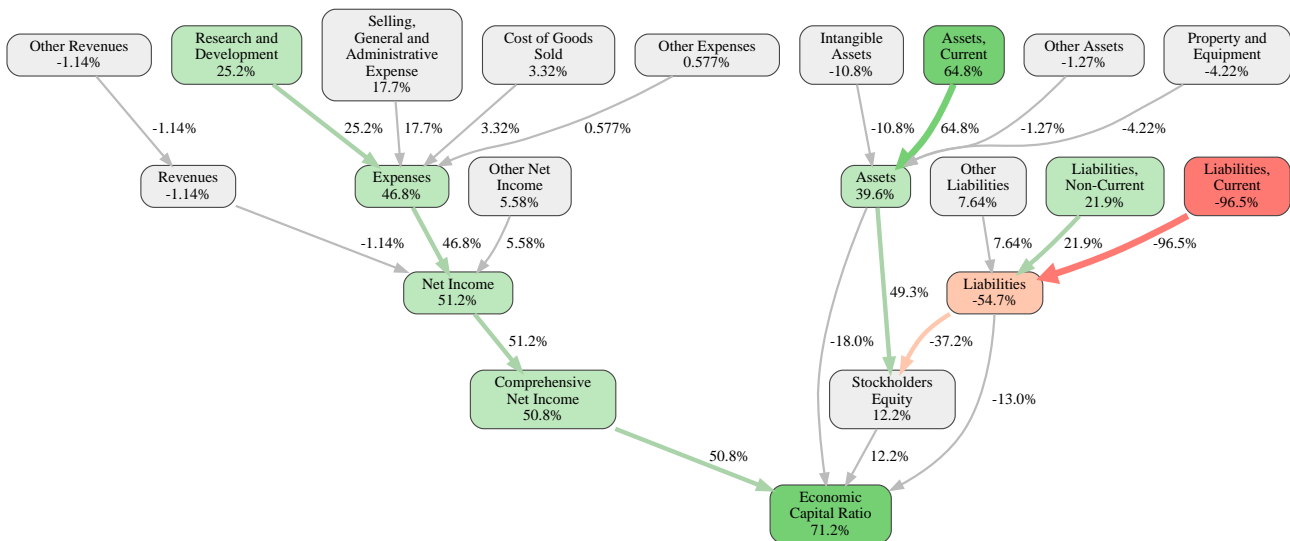 Other Revenues
-1.14%
Research and
Development
25.2%
Selling,
General and
Administrative
Expense
17.7%
Cost of Goods
Sold
3.32%
Other Expenses
0.577%
Intangible
Assets
-10.8%
Assets,
Current
64.8%
Other Assets
-1.27%
Property and
Equipment
-4.22%
-1.14%
25.2%
17.7%
3.32%
0.577%
-10.8%
64.8%
-1.27%
-4.22%
Revenues
-1.14%
Expenses
46.8%
Other Net
Income
5.58%
Assets
39.6%
Other
Liabilities
7.64%
Liabilities,
Non-Current
21.9%
Liabilities,
Current
-96.5%
-1.14%
46.8%
5.58%
7.64%
21.9%
-96.5%
Net Income
51.2%
49.3%
Liabilities
-54.7%
51.2%
-18.0%
-37.2%
Comprehensive
Net Income
50.8%
Stockholders
Equity
12.2%
-13.0%
50.8%
12.2%
Economic
Capital Ratio
71.2%